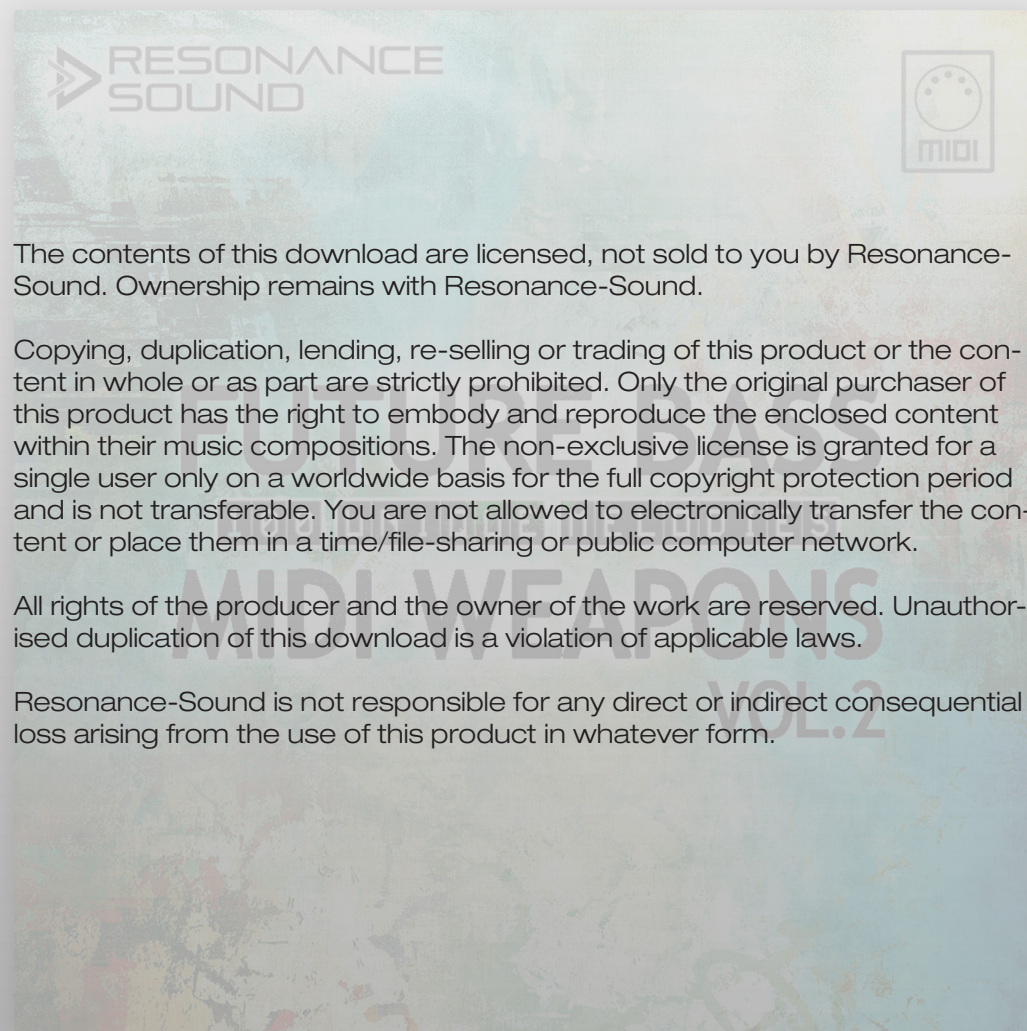 RESONANCE
SOUND
MIDI
The contents of this download are licensed, not sold to you by Resonance-
Sound. Ownership remains with Resonance-Sound.
Copying, duplication, lending, re-selling or trading of this product or the con-
tent in whole or as part are strictly prohibited. Only the original purchaser of
this product has the right to embody and reproduce the enclosed content
within their music compositions. The non-exclusive license is granted for a
single user only on a worldwide basis for the full copyright protection period
and is not transferable. You are not allowed to electronically transfer the con-
tent or place them in a time/file-sharing or public computer network.
All rights of the producer and the owner of the work are reserved. Unauthor-
ised duplication of this download is a violation of applicable laws.
Resonance-Sound is not responsible for any direct or indirect consequential
loss arising from the use of this product in whatever form.
FUTURE BASS
MIDI WEAPONS
VOL.2